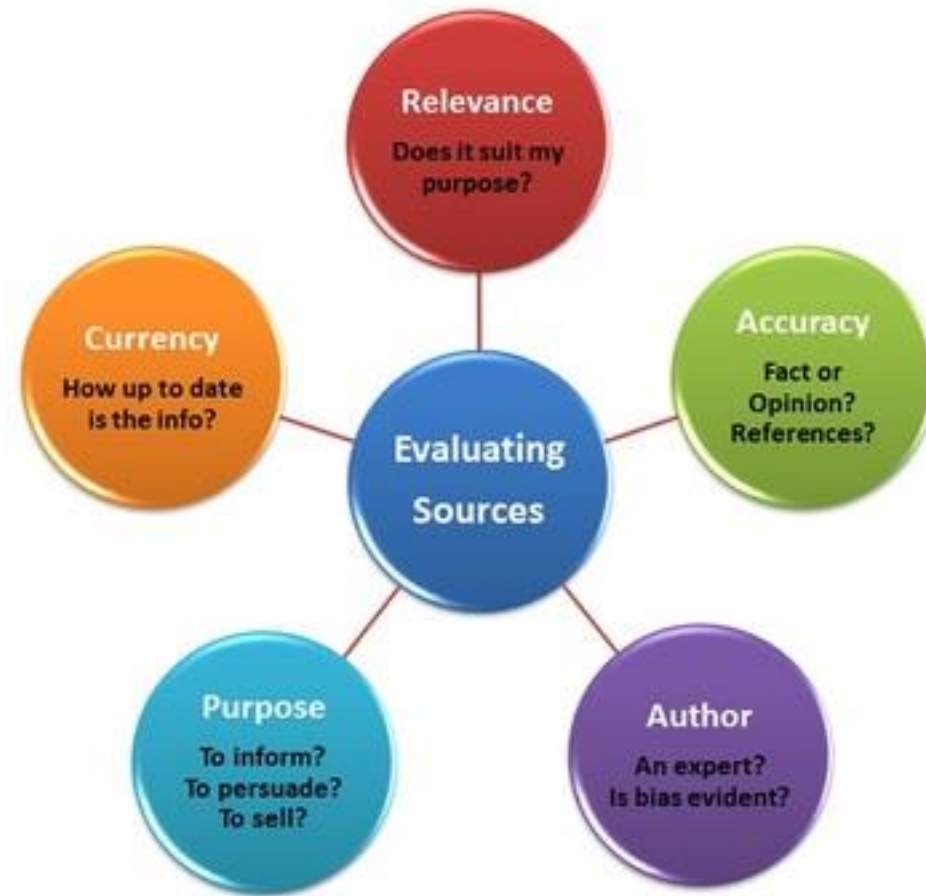 Relevance
Does it suit my
purpose?
Currency
How up to date
is the info?
Accuracy
Fact or
Opinion?
References?
Evaluating
Sources
Purpose
To inform?
To persuade?
To sell?
Author
An expert?
Is bias evident?